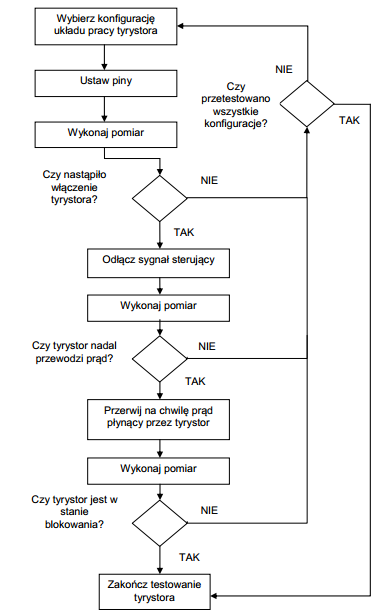 Wybierz konfigurację
układu pracy tyrystora
NIE
Ustaw piny
Czy
przetestowano
wszystkie
konfiguracje?
TAK
Wykonaj pomiar
Czy nastąpiło
włączenie
tyrystora?
NIE
TAK
Odłącz sygnał sterujący
Wykonaj pomiar
Czy tyrystor nadal
przewodzi prąd?
NIE
TAK
Przerwij na chwilę prąd
płynący przez tyrystor
Wykonaj pomiar
Czy tyrystor jest w
stanie
blokowania?
NIE
TAK
Zakończ testowanie
tyrystora